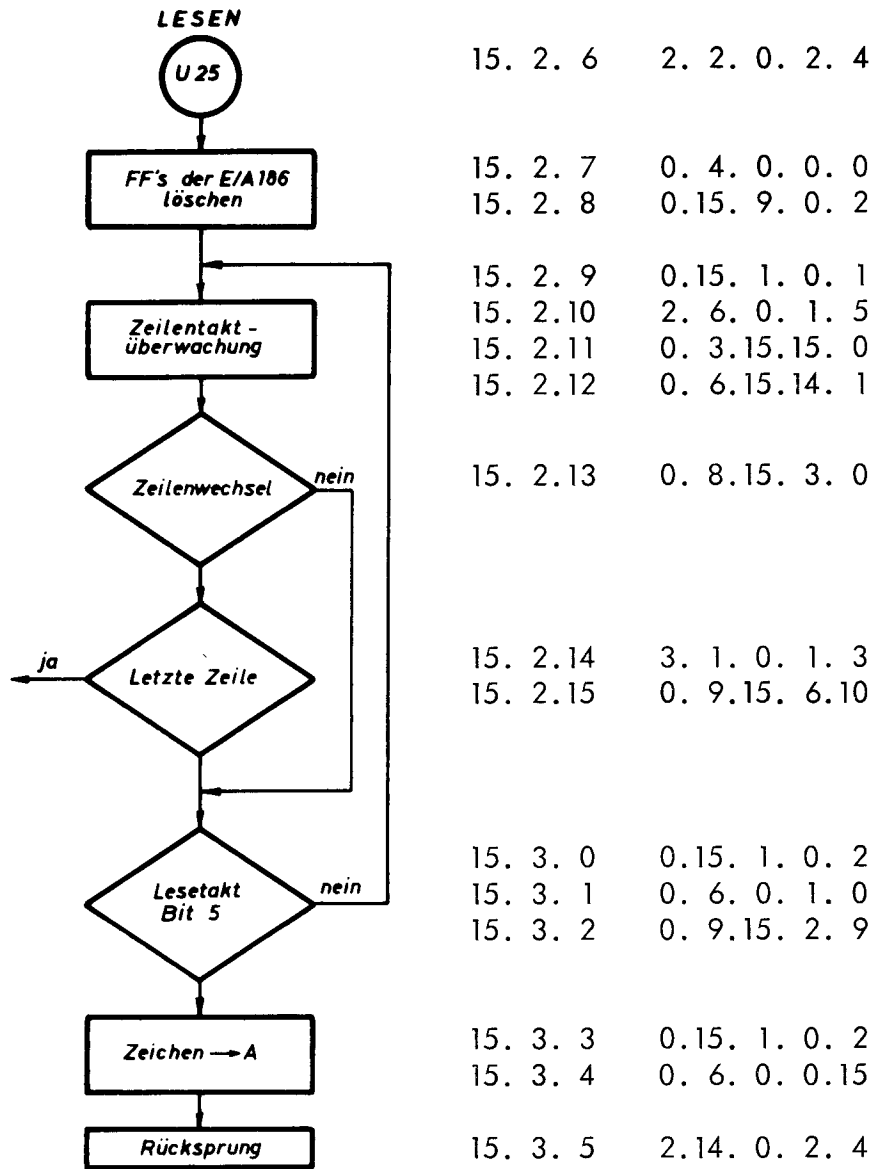 LESEN
U 25
15. 2. 6 2. 2. 0. 2. 4
FF's der E/A 186
löschen
15. 2. 7 0. 4. 0. 0. 0
15. 2. 8 0.15. 9. 0. 2
Zeilentakt-
überwachung
15. 2. 9 0.15. 1. 0. 1
15. 2.10 2. 6. 0. 1. 5
15. 2.11 0. 3.15.15. 0
15. 2.12 0. 6.15.14. 1
Zeilenwechsel
nein
15. 2.13 0. 8.15. 3. 0
ja
Letzte Zeile
15. 2.14 3. 1. 0. 1. 3
15. 2.15 0. 9.15. 6.10
Lesetakt
Bit 5
nein
15. 3. 0 0.15. 1. 0. 2
15. 3. 1 0. 6. 0. 1. 0
15. 3. 2 0. 9.15. 2. 9
Zeichen → A
15. 3. 3 0.15. 1. 0. 2
15. 3. 4 0. 6. 0. 0.15
Rücksprung
15. 3. 5 2.14. 0. 2. 4